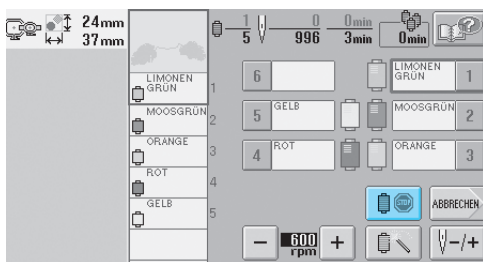 24mm
37mm
1
5
0
996
0min
3min
0min
LIMONEN
GRÜN
1
MOOSGRÜN
2
ORANGE
3
ROT
4
GELB
5
6
LIMONEN
GRÜN
1
5
GELB
MOOSGRÜN
2
4
ROT
ORANGE
3
STOP
ABBRECHEN
−
600
rpm
+
−/+